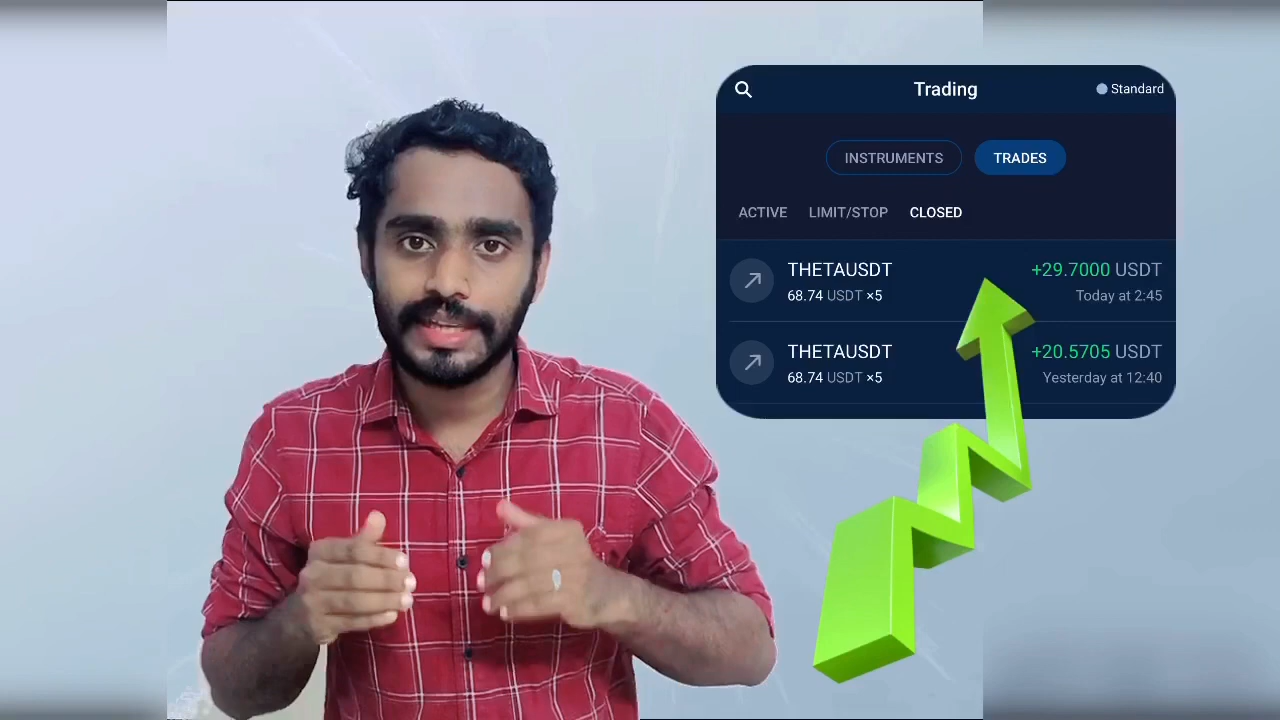 Trading
Standard
INSTRUMENTS
TRADES
ACTIVE LIMIT/STOP CLOSED
THETAUSDT +29.7000 USDT
68.74 USDT ×5 Today at 2:45
THETAUSDT +20.5705 USDT
68.74 USDT ×5 Yesterday at 12:40